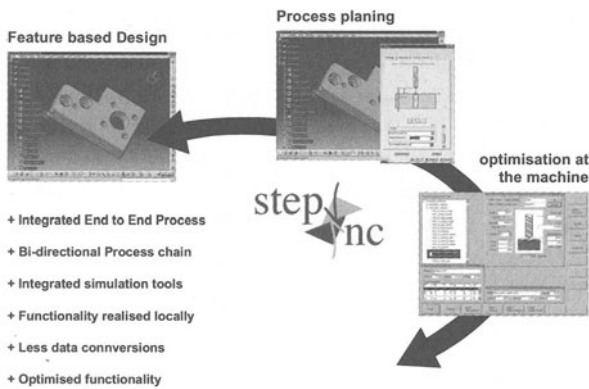 Process planing
Feature based Design
optimisation at
the machine
step
nc
+ Integrated End to End Process
+ Bi-directional Process chain
+ Integrated simulation tools
+ Functionality realised locally
+ Less data connversions
+ Optimised functionality